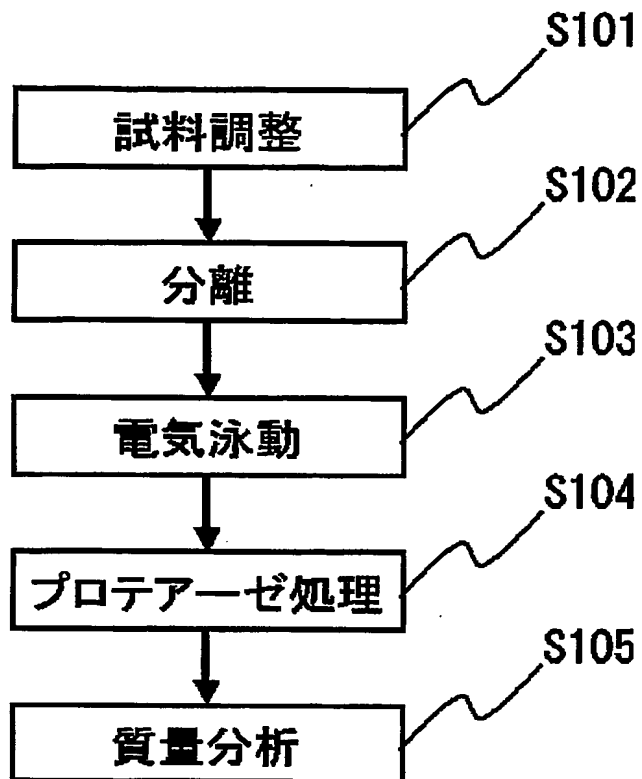 S101
試料調整
S102
分離
S103
電気泳動
S104
プロテアーゼ処理
S105
質量分析